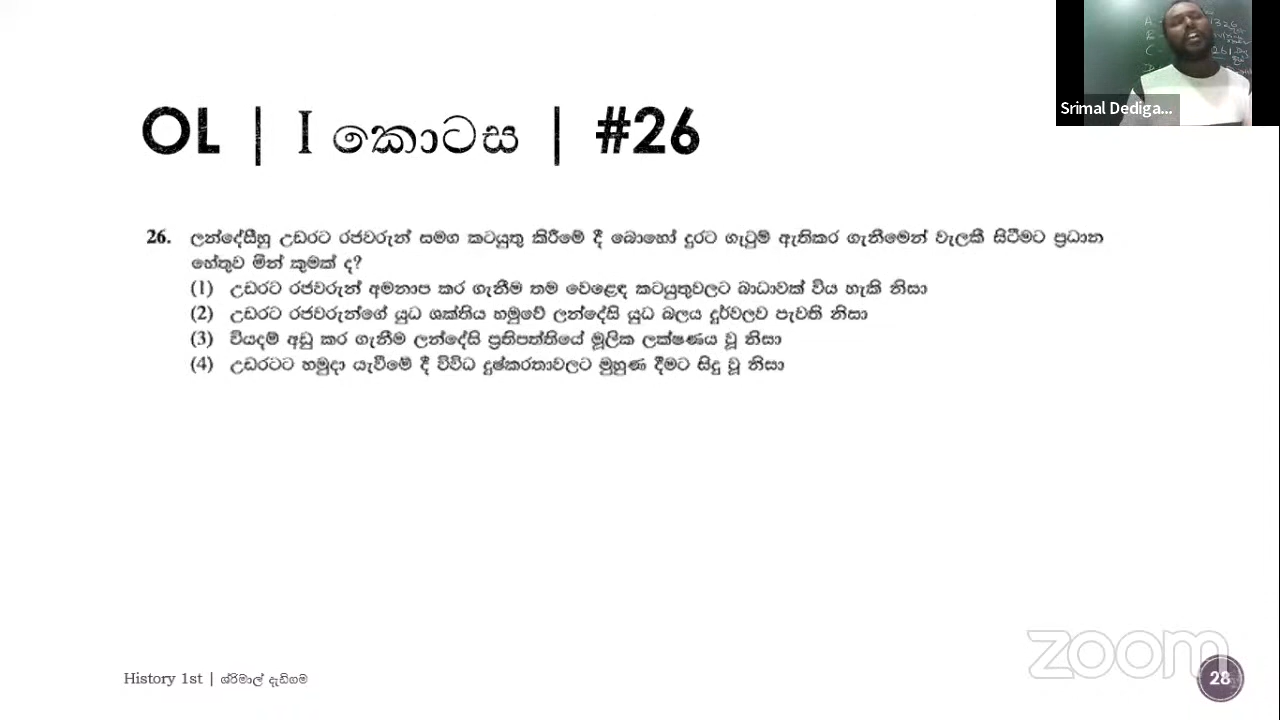 OL | I කොටස | #26
Srimal Dediga...
26. ලන්දේසීහු උඩරට රජවරුන් සමග කටයුතු කිරීමේ දී බොහෝ දුරට ගැටුම් ඇතිකර ගැනීමෙන් වැලකී සිටීමට ප්‍රධාන
හේතුව මින් කුමක් ද?
(1) උඩරට රජවරුන් අමනාප කර ගැනීම තම වෙළෙඳ කටයුතුවලට බාධාවක් විය හැකි නිසා
(2) උඩරට රජවරුන්ගේ යුධ ශක්තිය හමුවේ ලන්දේසි යුධ බලය දුර්වලව පැවති නිසා
(3) වියදම් අඩු කර ගැනීම ලන්දේසි ප්‍රතිපත්තියේ මූලික ලක්ෂණය වූ නිසා
(4) උඩරටට හමුදා යැවීමේ දී විවිධ දුෂ්කරතාවලට මුහුණ දීමට සිදු වූ නිසා
zoom
History 1st | ශ්රිමාල් දැඩිගම
28